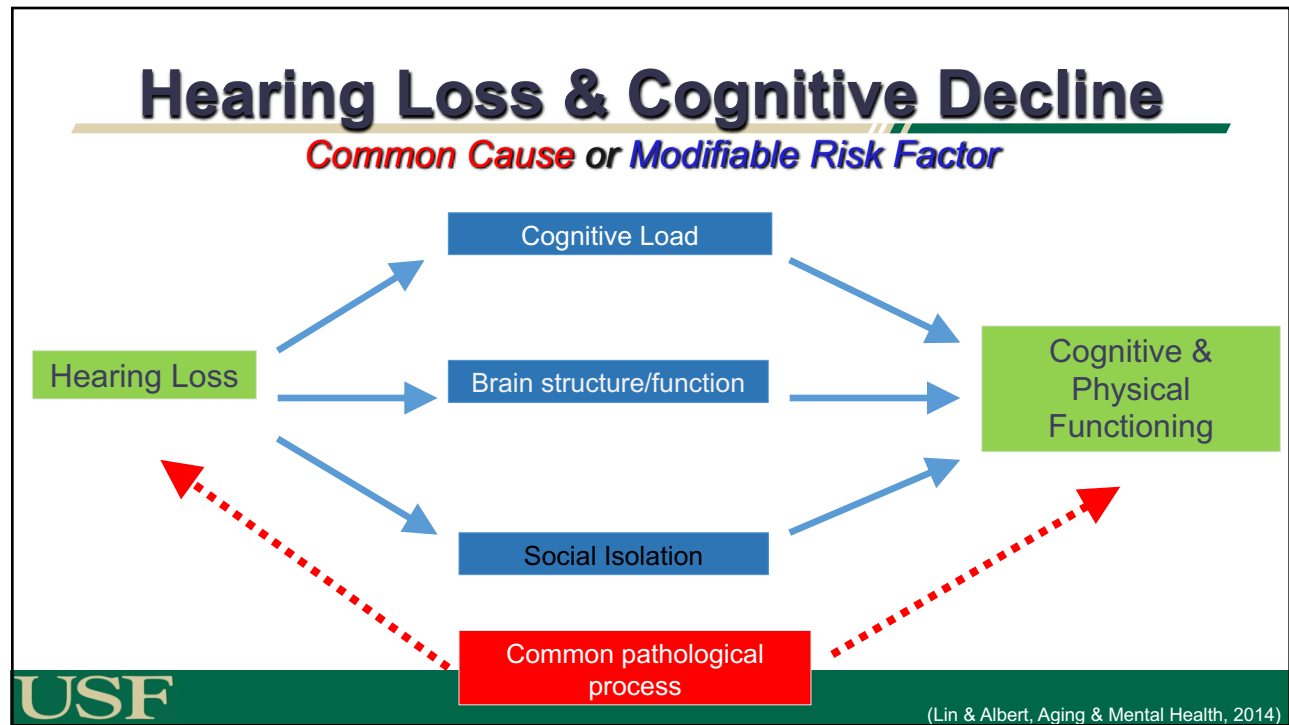 Hearing Loss & Cognitive Decline
Common Cause or Modifiable Risk Factor
Cognitive Load
Hearing Loss
Brain structure/function
Cognitive &
Physical
Functioning
Social Isolation
Common pathological
process
USF
(Lin & Albert, Aging & Mental Health, 2014)